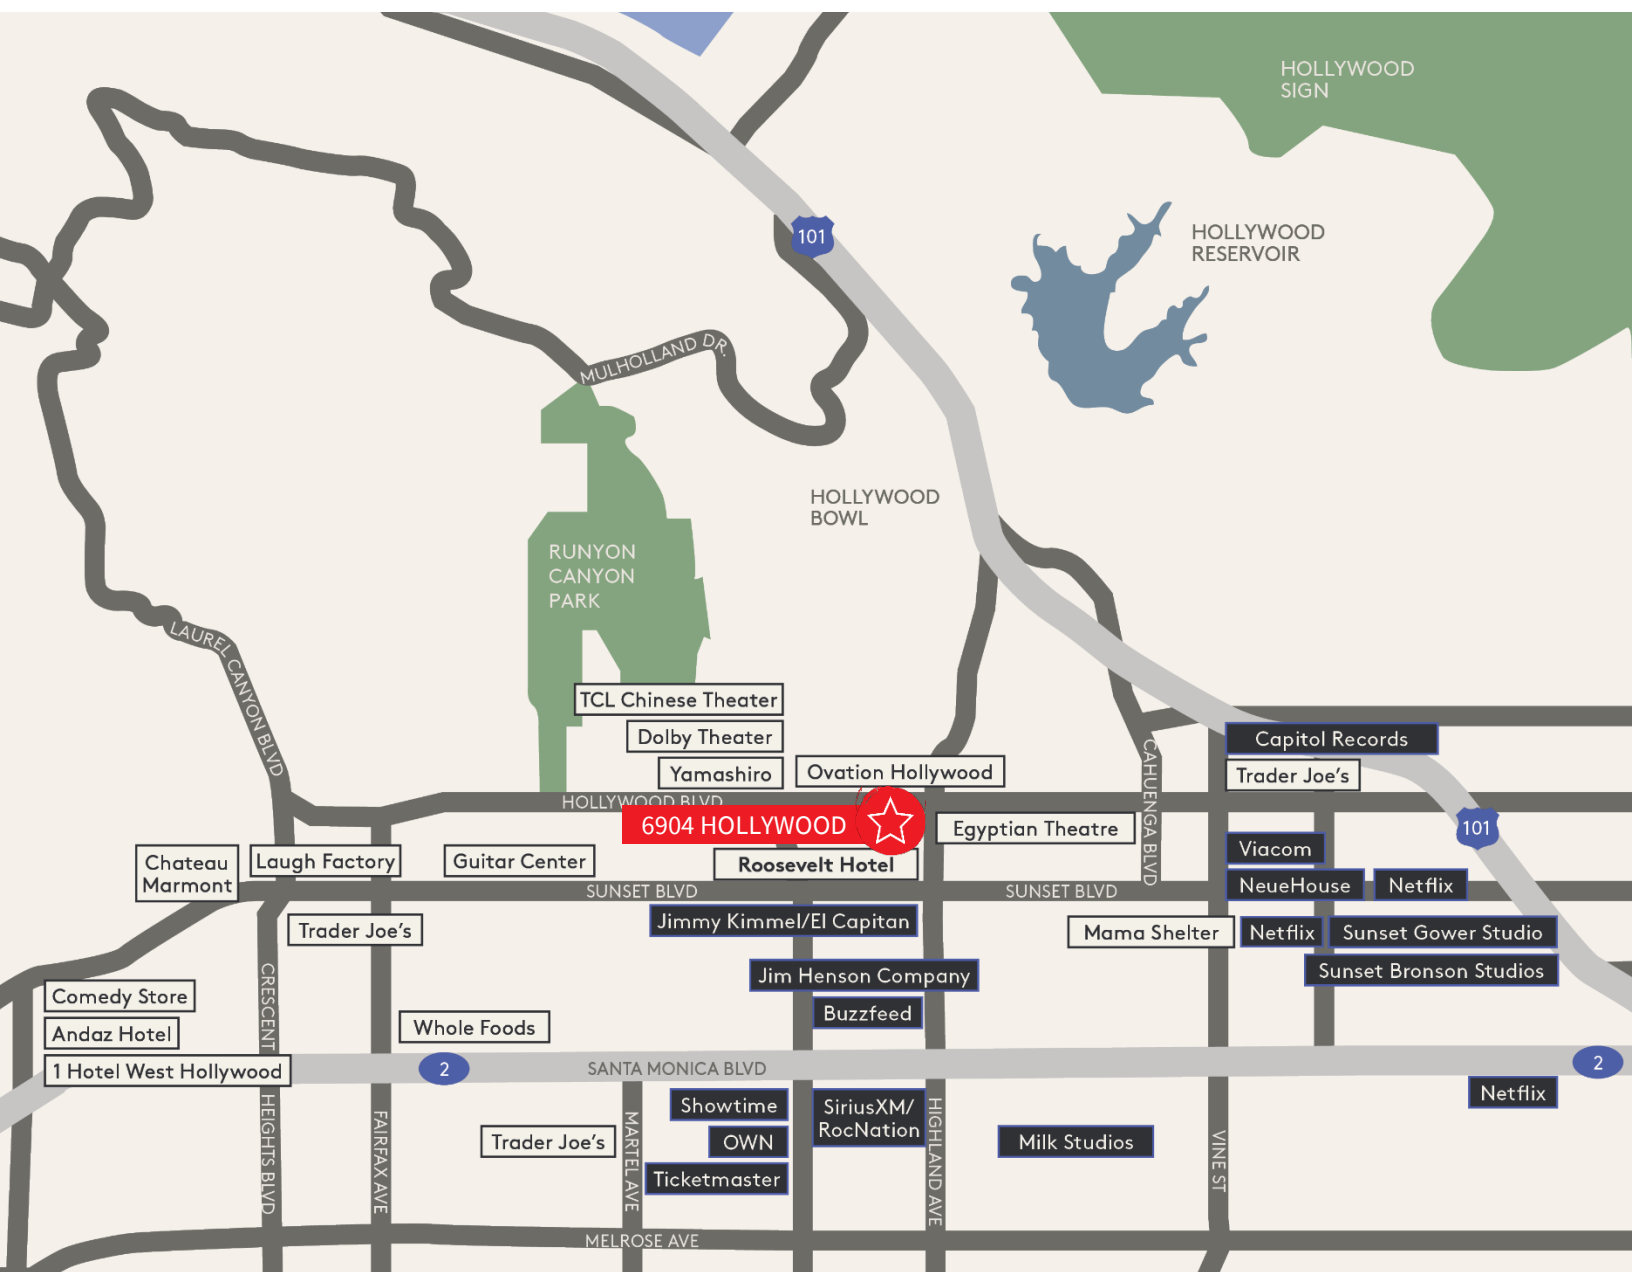 HOLLYWOOD
SIGN
101
HOLLYWOOD
RESERVOIR
MULHOLLAND DR.
HOLLYWOOD
BOWL
RUNYON
CANYON
PARK
LAUREL CANYON BLVD
TCL Chinese Theater
Dolby Theater
Yamashiro
Ovation Hollywood
Capitol Records
Trader Joe's
CAHUENGA BLVD
HOLLYWOOD BLVD
6904 HOLLYWOOD
Egyptian Theatre
101
Chateau
Marmont
Laugh Factory
Guitar Center
Roosevelt Hotel
Viacom
NeueHouse
Netflix
SUNSET BLVD
SUNSET BLVD
Trader Joe's
Jimmy Kimmel/El Capitan
Mama Shelter
Netflix
Sunset Gower Studio
Sunset Bronson Studios
Jim Henson Company
Buzzfeed
Comedy Store
Andaz Hotel
1 Hotel West Hollywood
CRESCENT
HEIGHTS BLVD
Whole Foods
2
SANTA MONICA BLVD
2
Netflix
FAIRFAX AVE
Trader Joe's
MARTEL AVE
Showtime
OWN
Ticketmaster
SiriusXM/
RocNation
HIGHLAND AVE
Milk Studios
VINE ST
MELROSE AVE